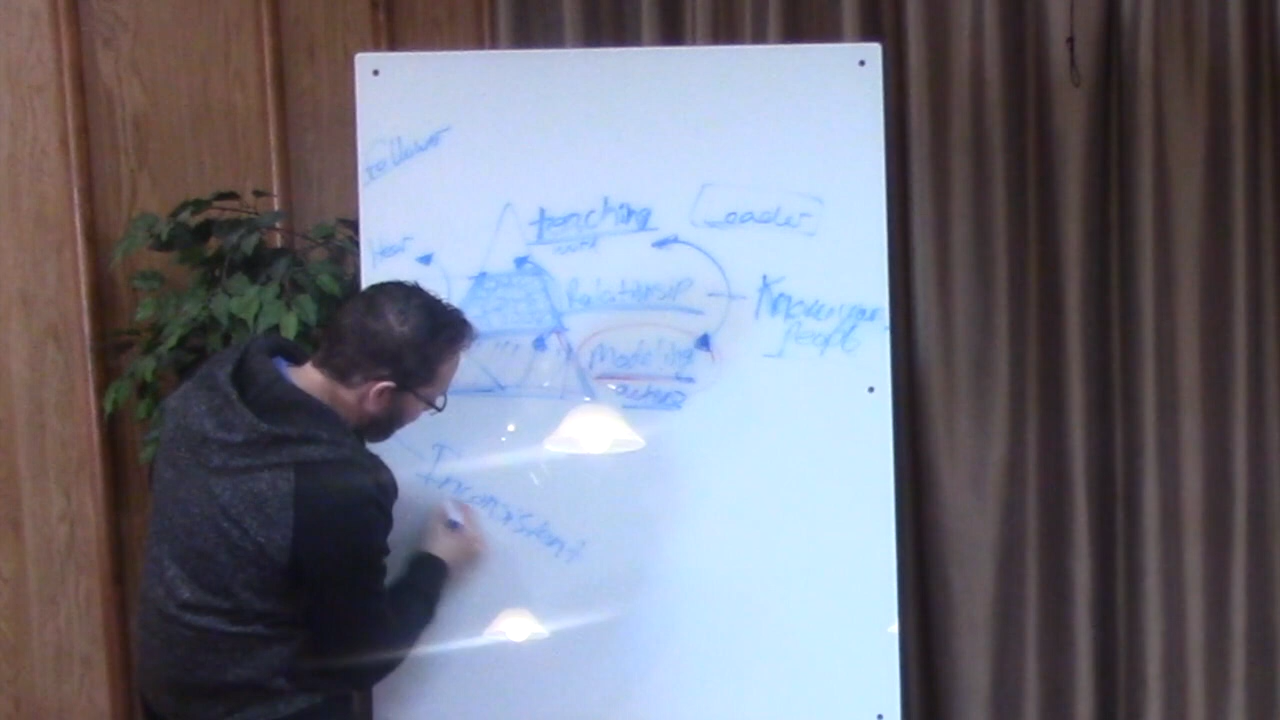 Follower
teaching
Leader
Hear
Relationship
Know your
People
Modeling
Inconsistent